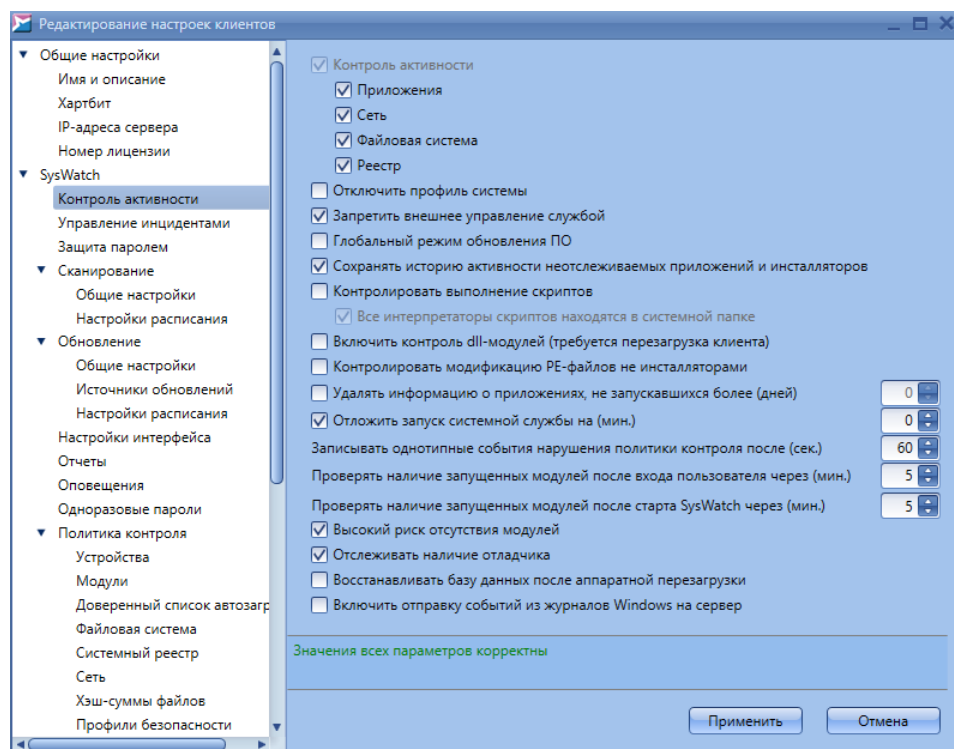 Редактирование настроек клиентов
Общие настройки
Имя и описание
Хартбит
IP-адреса сервера
Номер лицензии
SysWatch
Контроль активности
Управление инцидентами
Защита паролем
Сканирование
Общие настройки
Настройки расписания
Обновление
Общие настройки
Источники обновлений
Настройки расписания
Настройки интерфейса
Отчеты
Оповещения
Одноразовые пароли
Политика контроля
Устройства
Модули
Доверенный список автозагр
Файловая система
Системный реестр
Сеть
Хэш-суммы файлов
Профили безопасности
Контроль активности
Приложения
Сеть
Файловая система
Реестр
Отключить профиль системы
Запретить внешнее управление службой
Глобальный режим обновления ПО
Сохранять историю активности неотслеживаемых приложений и инсталляторов
Контролировать выполнение скриптов
Все интерпретаторы скриптов находятся в системной папке
Включить контроль dll-модулей (требуется перезагрузка клиента)
Контролировать модификацию PE-файлов не инсталляторами
Удалять информацию о приложениях, не запускавшихся более (дней) 0
Отложить запуск системной службы на (мин.) 0
Записывать однотипные события нарушения политики контроля после (сек.) 60
Проверять наличие запущенных модулей после входа пользователя через (мин.) 5
Проверять наличие запущенных модулей после старта SysWatch через (мин.) 5
Высокий риск отсутствия модулей
Отслеживать наличие отладчика
Восстанавливать базу данных после аппаратной перезагрузки
Включить отправку событий из журналов Windows на сервер
Значения всех параметров корректны
Применить Отмена